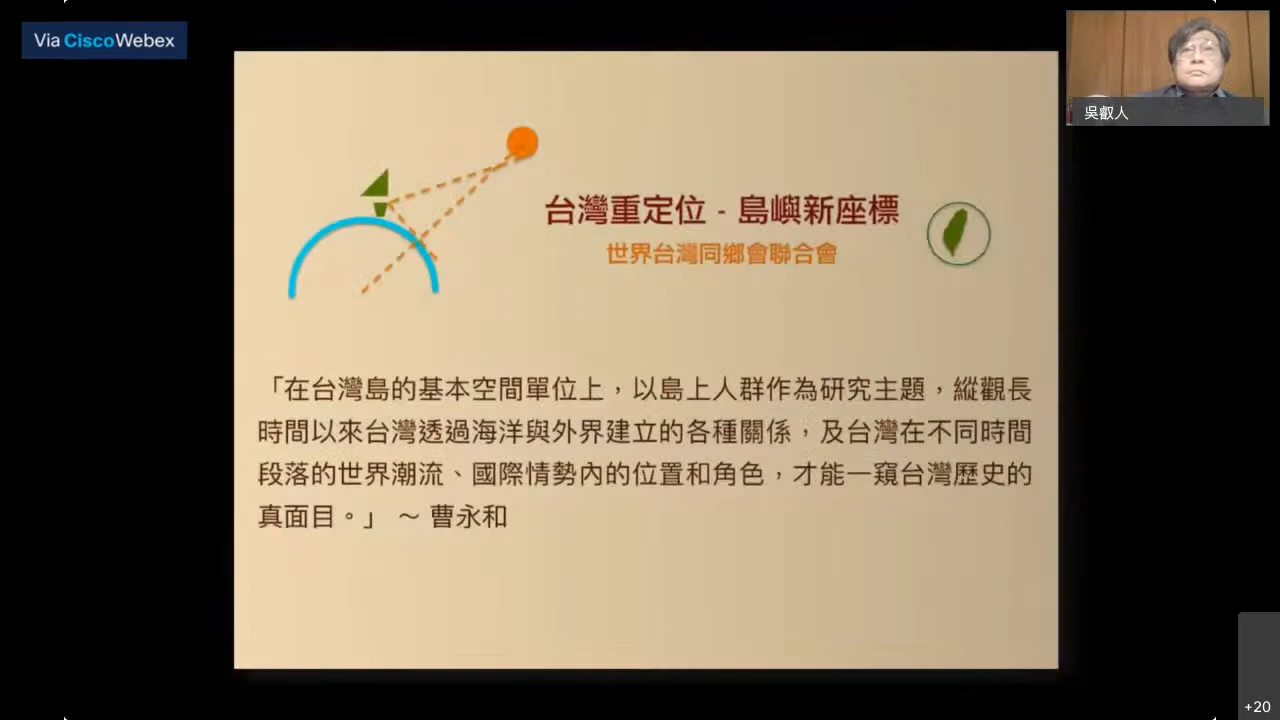 Via Cisco Webex
吳叡人
台灣重定位 - 島嶼新座標
世界台灣同鄉會聯合會
「在台灣島的基本空間單位上，以島上人群作為研究主題，縱觀長
時間以來台灣透過海洋與外界建立的各種關係，及台灣在不同時間
段落的世界潮流、國際情勢內的位置和角色，才能一窺台灣歷史的
真面目。」 ～ 曹永和
+20